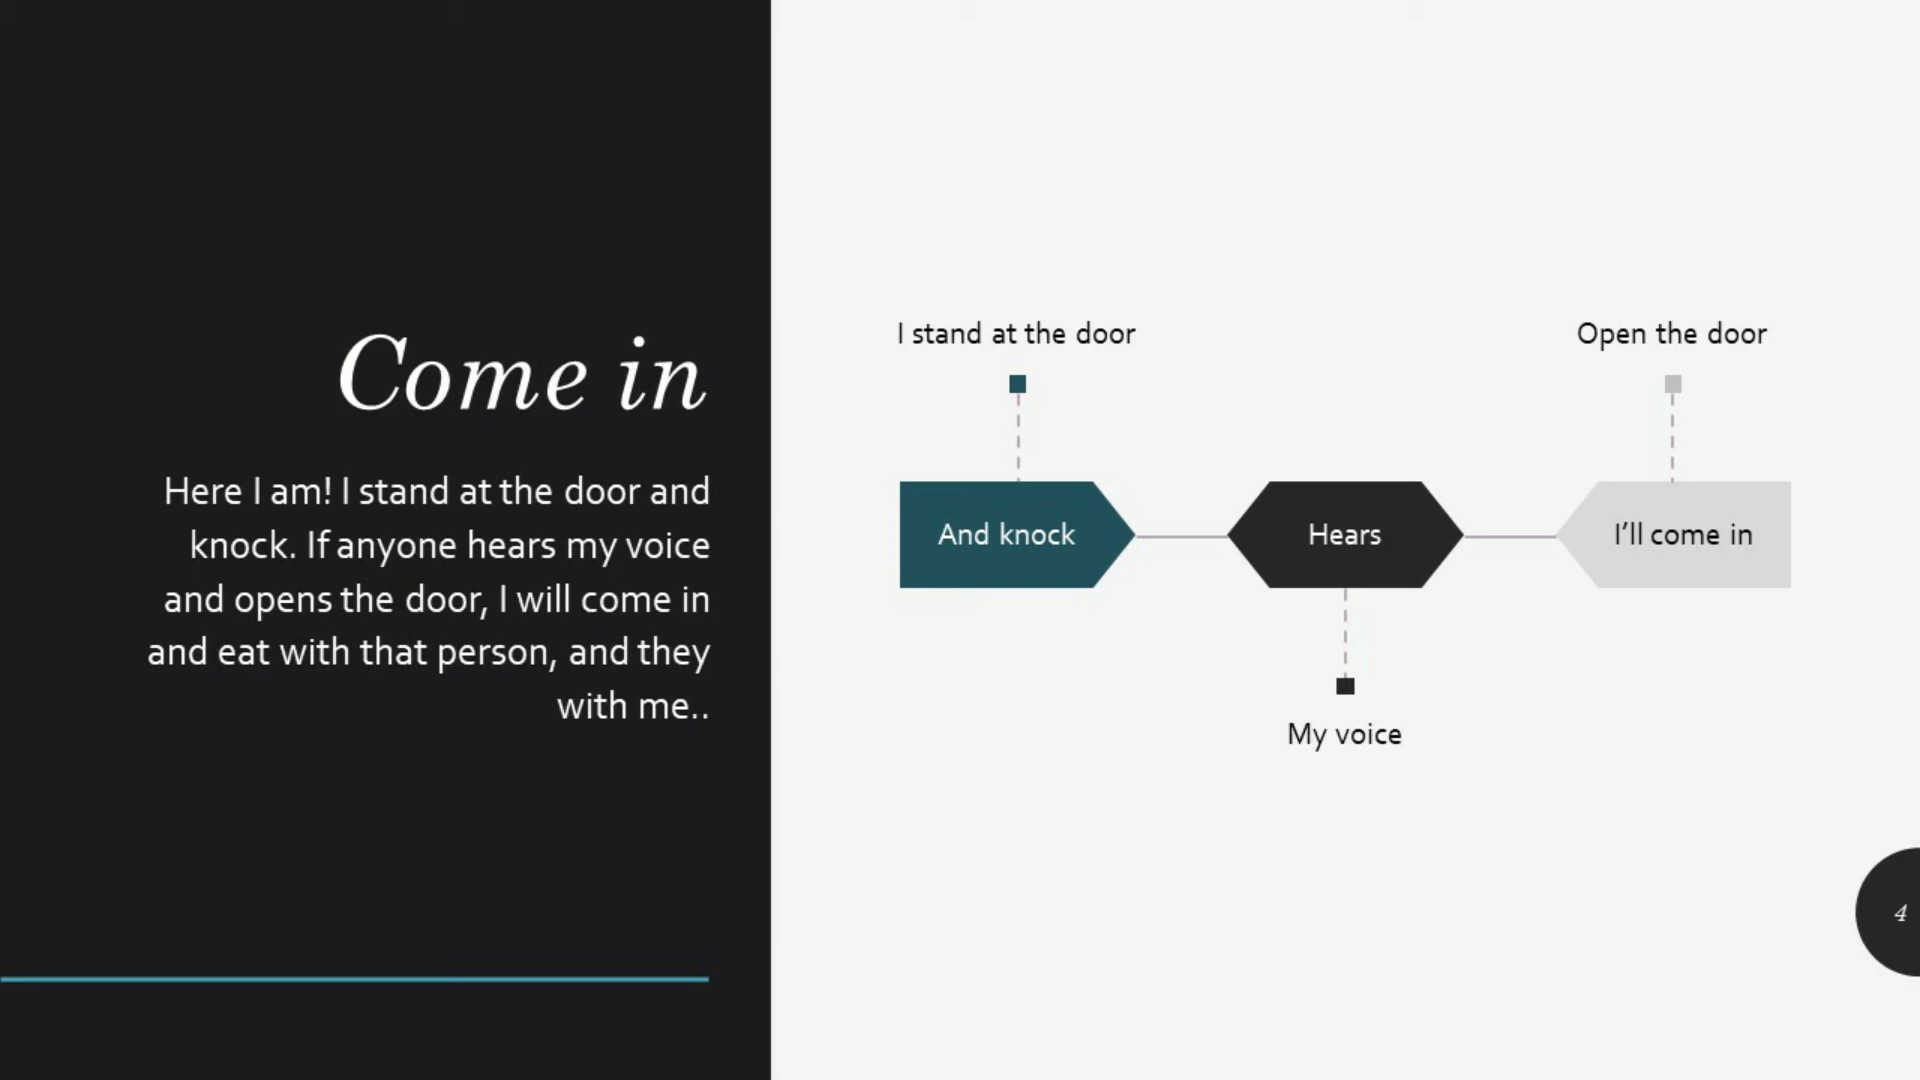 Come in
Here I am! I stand at the door and
knock. If anyone hears my voice
and opens the door, I will come in
and eat with that person, and they
with me..
I stand at the door
Open the door
And knock
Hears
I’ll come in
My voice
4